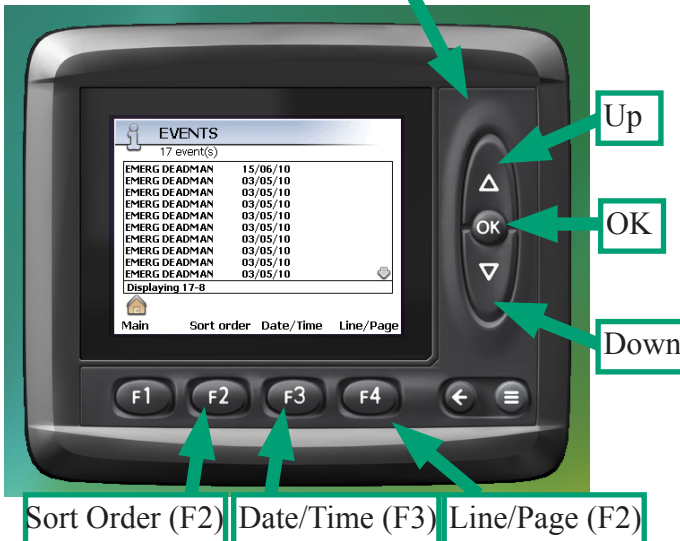 EVENTS
17 event(s)
EMERG DEADMAN 15/06/10
EMERG DEADMAN 03/05/10
EMERG DEADMAN 03/05/10
EMERG DEADMAN 03/05/10
EMERG DEADMAN 03/05/10
EMERG DEADMAN 03/05/10
EMERG DEADMAN 03/05/10
EMERG DEADMAN 03/05/10
EMERG DEADMAN 03/05/10
EMERG DEADMAN 03/05/10
Displaying 17-8
Main Sort order Date/Time Line/Page
Up
OK
OK
Down
F1 F2 F3 F4
Sort Order (F2) Date/Time (F3) Line/Page (F2)